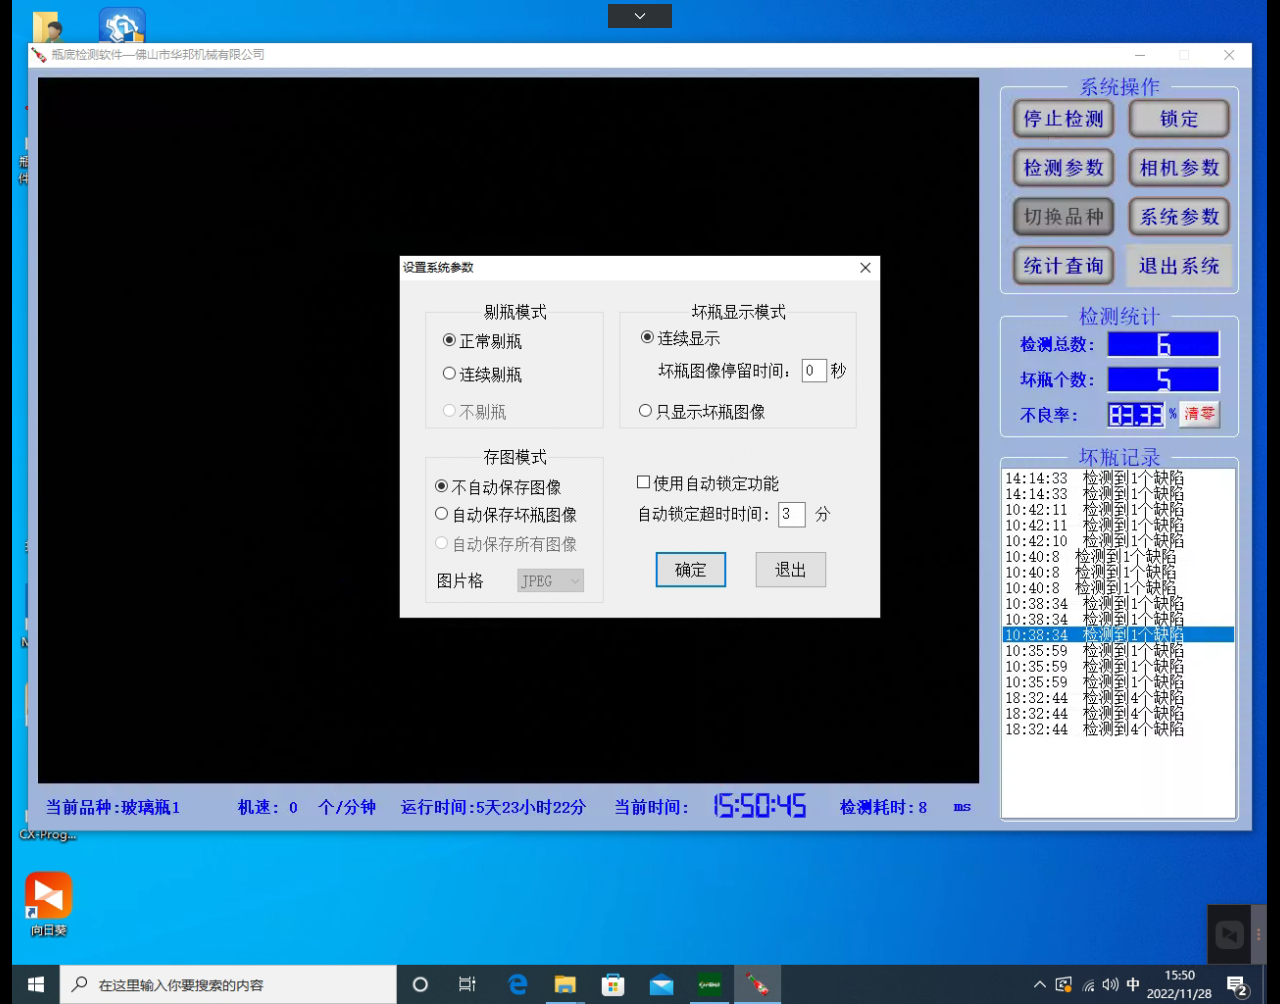 瓶底检测软件—佛山市华邦机械有限公司
系统操作
停止检测
锁定
检测参数
相机参数
切换品种
系统参数
统计查询
退出系统
设置系统参数
剔瓶模式
正常剔瓶
连续剔瓶
不剔瓶
坏瓶显示模式
连续显示
坏瓶图像停留时间: 0 秒
只显示坏瓶图像
存图模式
不自动保存图像
自动保存坏瓶图像
自动保存所有图像
图片格 JPEG
使用自动锁定功能
自动锁定超时时间: 3 分
确定
退出
检测统计
检测总数: 6
坏瓶个数: 5
不良率: 83.33 % 清零
坏瓶记录
14:14:33 检测到1个缺陷
14:14:33 检测到1个缺陷
10:42:11 检测到1个缺陷
10:42:11 检测到1个缺陷
10:42:10 检测到1个缺陷
10:40:8 检测到1个缺陷
10:40:8 检测到1个缺陷
10:40:8 检测到1个缺陷
10:38:34 检测到1个缺陷
10:38:34 检测到1个缺陷
10:38:34 检测到1个缺陷
10:35:59 检测到1个缺陷
10:35:59 检测到1个缺陷
10:35:59 检测到1个缺陷
18:32:44 检测到4个缺陷
18:32:44 检测到4个缺陷
18:32:44 检测到4个缺陷
当前品种:玻璃瓶1 机速: 0 个/分钟 运行时间:5天23小时22分 当前时间: 15:50:45 检测耗时:8 ms
CX-Prog...
向日葵
在这里输入你要搜索的内容
中
15:50
2022/11/28
2